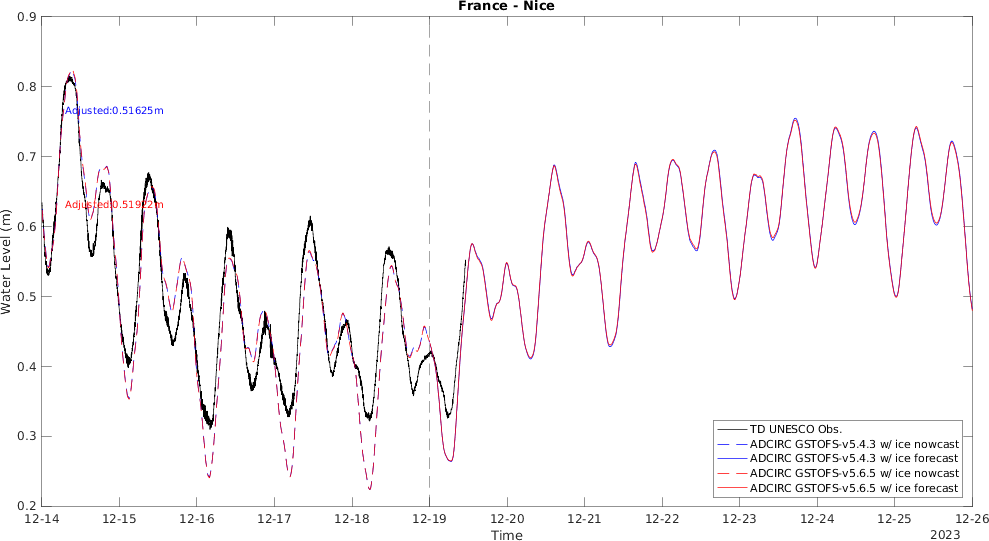 France - Nice
0.9
0.8
0.7
0.6
0.5
0.4
0.3
0.2
Water Level (m)
Adjusted:0.51625m
Adjusted:0.51922m
TD UNESCO Obs.
ADCIRC GSTOFS-v5.4.3 w/ ice nowcast
ADCIRC GSTOFS-v5.4.3 w/ ice forecast
ADCIRC GSTOFS-v5.6.5 w/ ice nowcast
ADCIRC GSTOFS-v5.6.5 w/ ice forecast
12-14 12-15 12-16 12-17 12-18 12-19 12-20 12-21 12-22 12-23 12-24 12-25 12-26
Time
2023